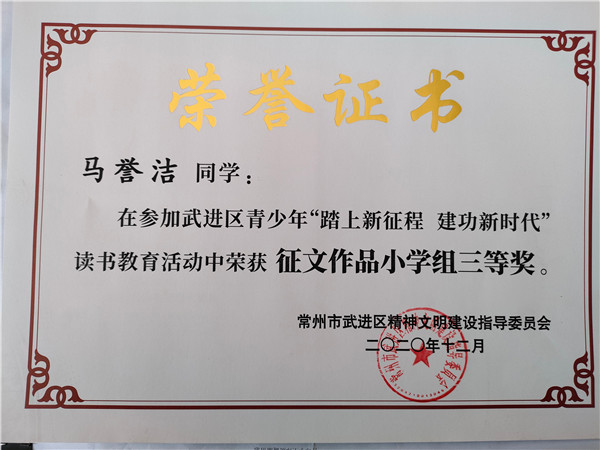 荣誉证书
马誉洁 同学：
在参加武进区青少年“踏上新征程 建功新时代”
读书教育活动中荣获 征文作品小学组三等奖。
常州市武进区精神文明建设指导委员会
二〇二〇年十二月